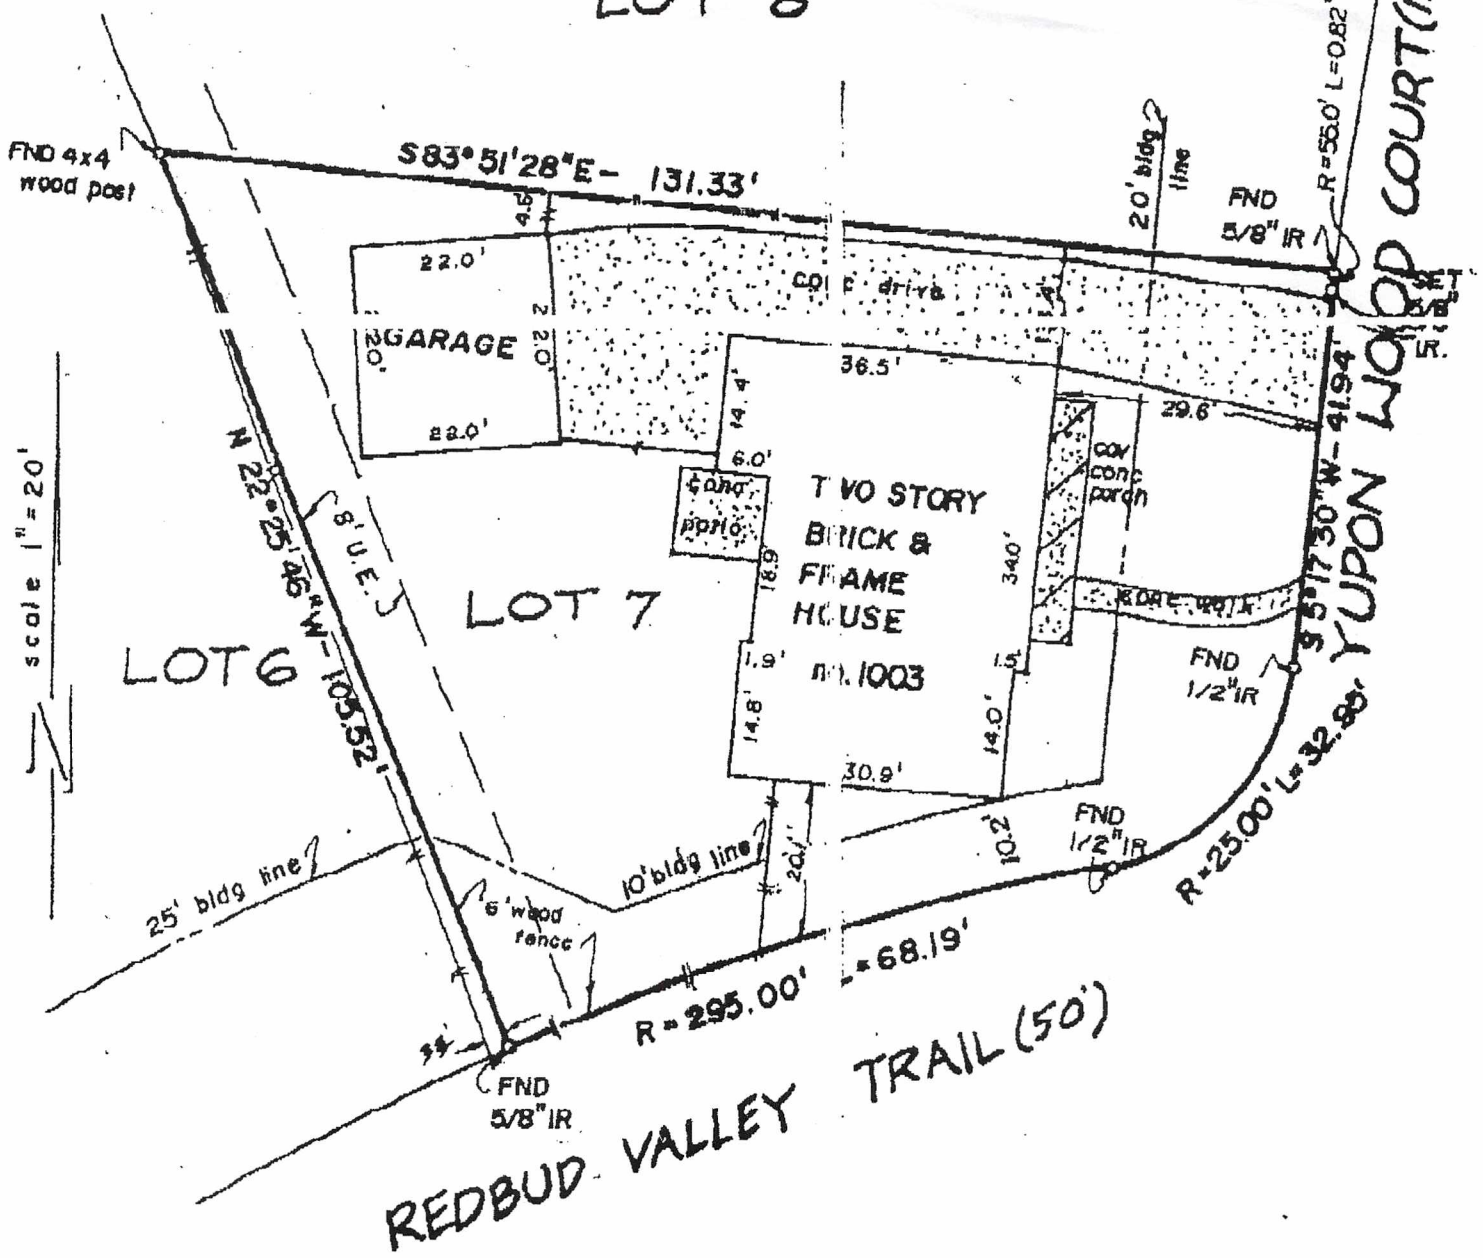 LOT 8
R=55.0' L=0.82'
FND 4x4
wood post
S83°51'28"E- 131.33'
4.5'
20' bldg
line
FND
5/8" IR
SET
5/8"
IR.
YUPON WOOD COURT
22.0'
GARAGE
22.0'
22.0'
conc drive
36.5'
14.4'
29.6'
6.0'
conc
patio
cov
conc
porch
TWO STORY
BRICK &
FRAME
HOUSE
no. 1003
18.9'
34.0'
conc walk
1.9'
1.5'
14.8'
14.0'
30.9'
S 5°17'30"W- 41.94'
FND
1/2" IR
R=25.00' L=32.95'
scale 1"=20'
N 22°25'46"W- 105.52'
8' U.E.
LOT 7
LOT 6
25' bldg line
10' bldg line
20.1'
10.2'
FND
1/2" IR
6' wood
fence
R=295.00' L=68.19'
FND
5/8" IR
REDBUD VALLEY TRAIL (50')